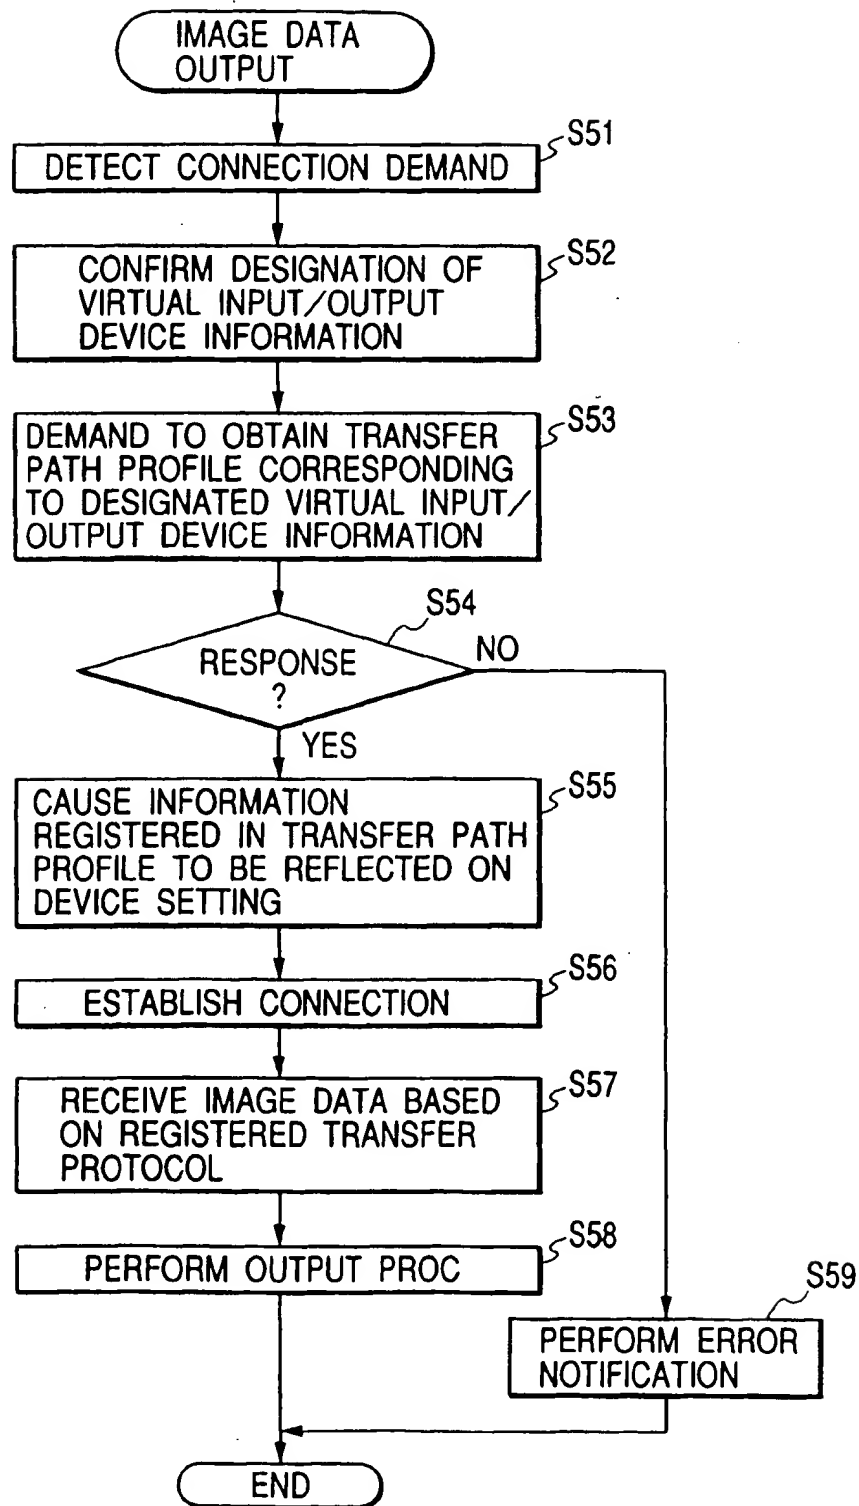 IMAGE DATA
OUTPUT
S51
DETECT CONNECTION DEMAND
S52
CONFIRM DESIGNATION OF
VIRTUAL INPUT/OUTPUT
DEVICE INFORMATION
S53
DEMAND TO OBTAIN TRANSFER
PATH PROFILE CORRESPONDING
TO DESIGNATED VIRTUAL INPUT/
OUTPUT DEVICE INFORMATION
S54
RESPONSE
?
NO
YES
S55
CAUSE INFORMATION
REGISTERED IN TRANSFER PATH
PROFILE TO BE REFLECTED ON
DEVICE SETTING
S56
ESTABLISH CONNECTION
S57
RECEIVE IMAGE DATA BASED
ON REGISTERED TRANSFER
PROTOCOL
S58
PERFORM OUTPUT PROC
S59
PERFORM ERROR
NOTIFICATION
END